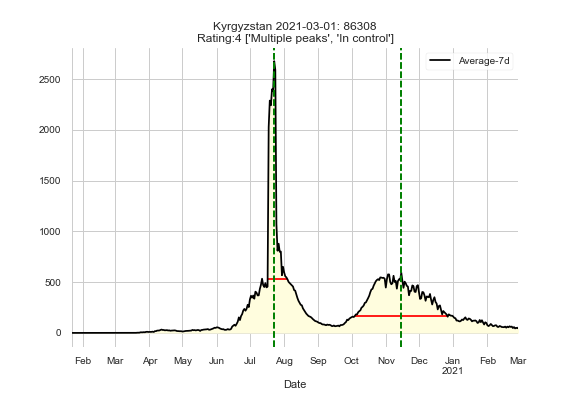 Kyrgyzstan 2021-03-01: 86308
Rating:4 ['Multiple peaks', 'In control']
Average-7d
2500
2000
1500
1000
500
0
Feb Mar Apr May Jun Jul Aug Sep Oct Nov Dec Jan Feb Mar
2021
Date